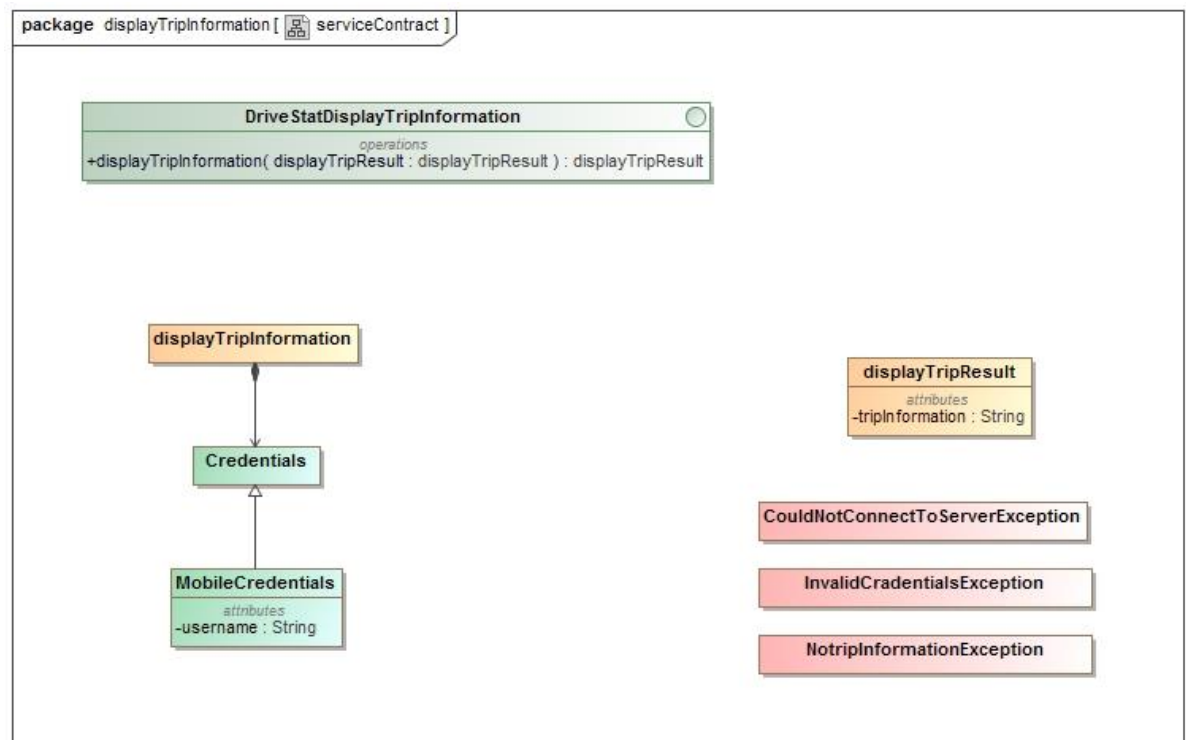 package displayTripInformation [ serviceContract ]
DriveStatDisplayTripInformation
operations
+displayTripInformation( displayTripResult : displayTripResult ) : displayTripResult
displayTripInformation
displayTripResult
attributes
-tripInformation : String
Credentials
CouldNotConnectToServerException
MobileCredentials
attributes
-username : String
InvalidCradentialsException
NotripInformationException